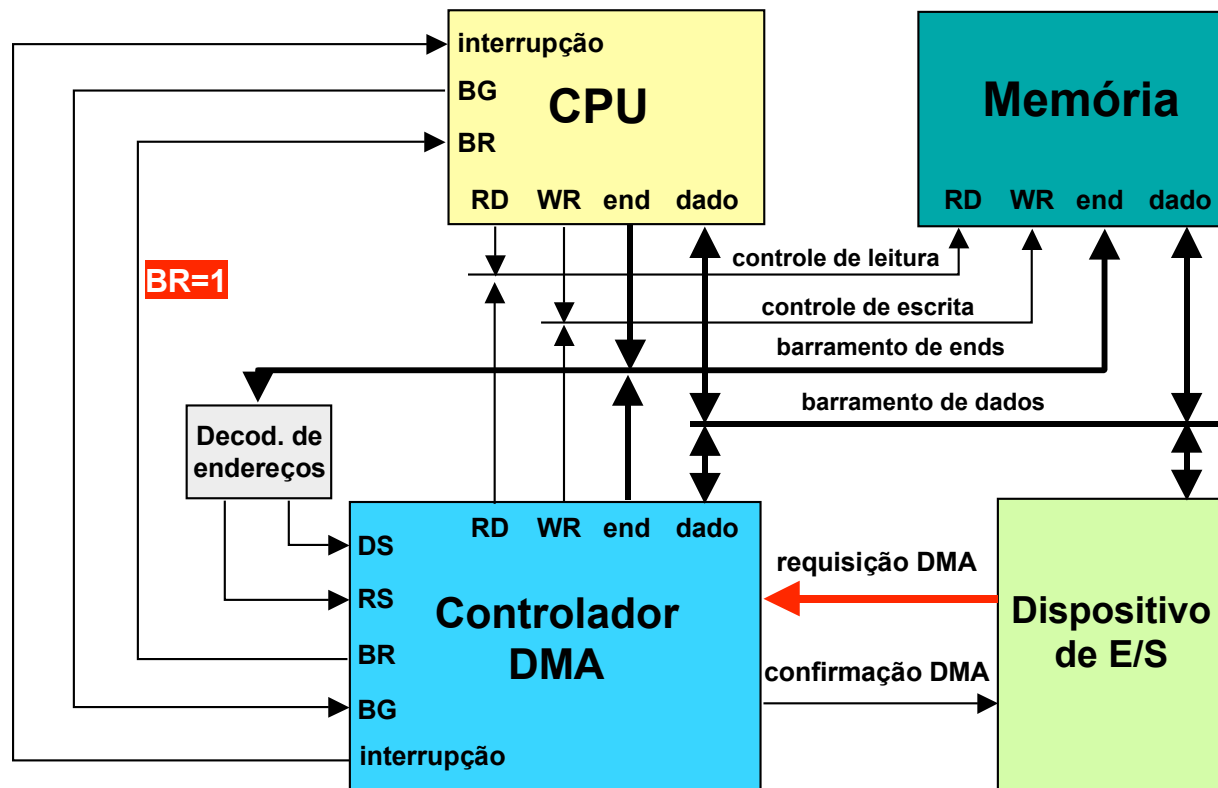 interrupção
BG
CPU
BR
RD WR end dado
Memória
RD WR end dado
BR=1
controle de leitura
controle de escrita
barramento de ends
barramento de dados
Decod. de
endereços
RD WR end dado
DS
RS
Controlador
DMA
BR
BG
interrupção
requisição DMA
confirmação DMA
Dispositivo
de E/S